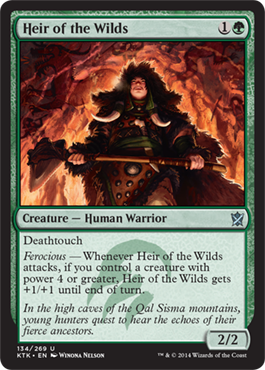 Heir of the Wilds 1
Creature — Human Warrior
Deathtouch
Ferocious — Whenever Heir of the Wilds
attacks, if you control a creature with
power 4 or greater, Heir of the Wilds gets
+1/+1 until end of turn.
In the high caves of the Qal Sisma mountains,
young hunters quest to hear the echoes of their
fierce ancestors.
2/2
134/269 U
KTK • EN Winona Nelson ™ & © 2014 Wizards of the Coast